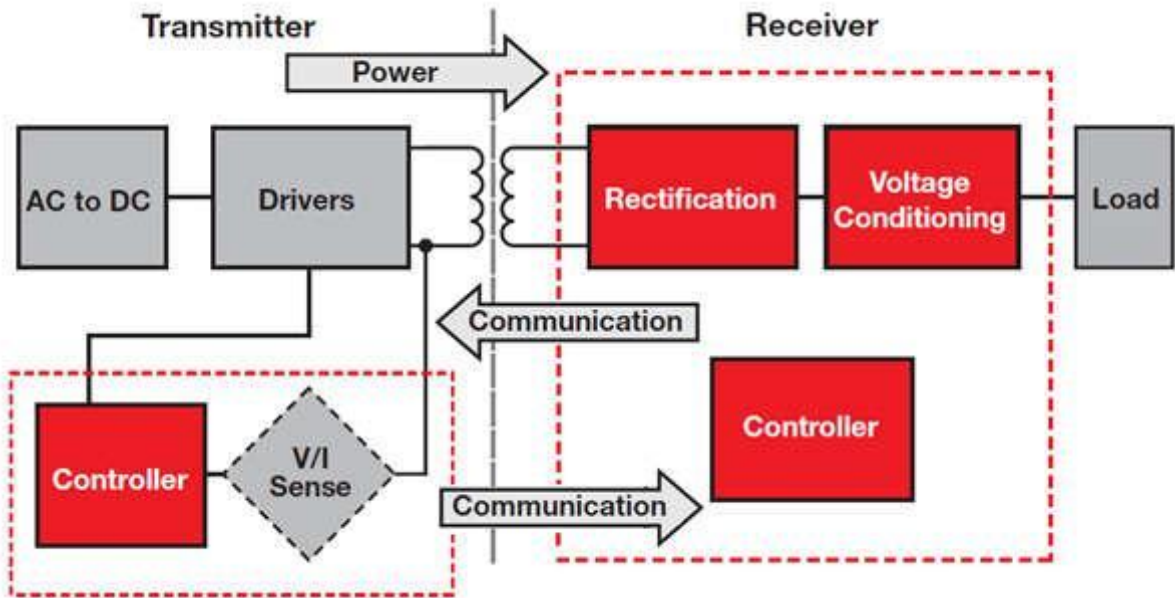 Transmitter
Receiver
Power
AC to DC
Drivers
Rectification
Voltage
Conditioning
Load
Communication
Controller
V/I
Sense
Controller
Communication